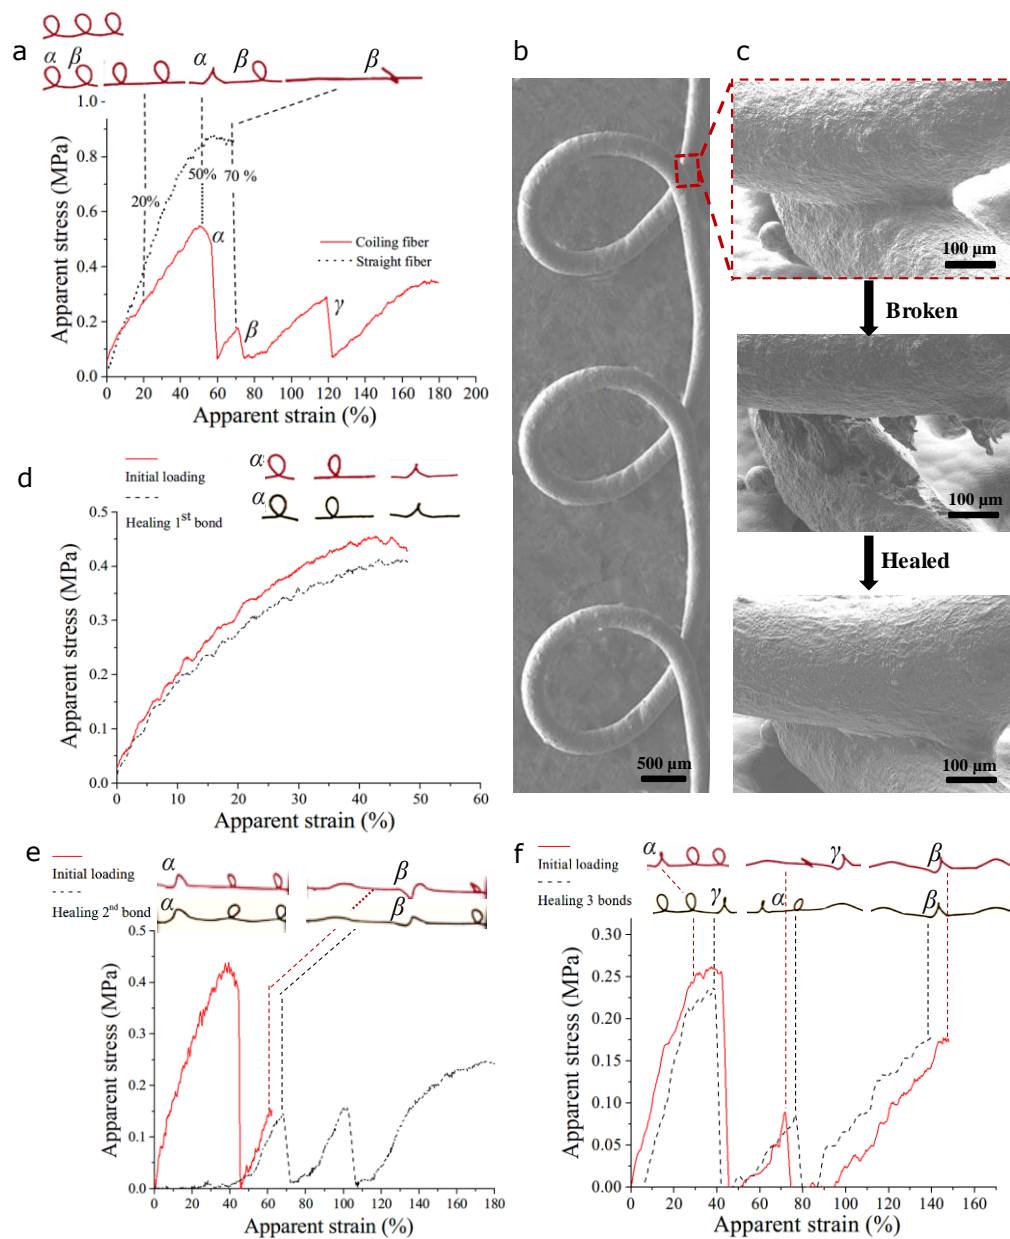 a
α β α β β
1.0
0.8
0.6
0.4
0.2
0.0
Apparent stress (MPa)
20%
50%
70 %
α
β
γ
Coiling fiber
Straight fiber
0 20 40 60 80 100 120 140 160 180 200
Apparent strain (%)
b
500 μm
c
100 μm
Broken
100 μm
Healed
100 μm
d
Initial loading
Healing 1st bond
α
α
0.5
0.4
0.3
0.2
0.1
0.0
Apparent stress (MPa)
0 10 20 30 40 50 60
Apparent strain (%)
e
Initial loading
Healing 2nd bond
α β
α β
0.5
0.4
0.3
0.2
0.1
0.0
Apparent stress (MPa)
0 20 40 60 80 100 120 140 160 180
Apparent strain (%)
f
Initial loading
Healing 3 bonds
α γ β
γ α β
0.30
0.25
0.20
0.15
0.10
0.05
0.00
Apparent stress (MPa)
0 20 40 60 80 100 120 140 160
Apparent strain (%)